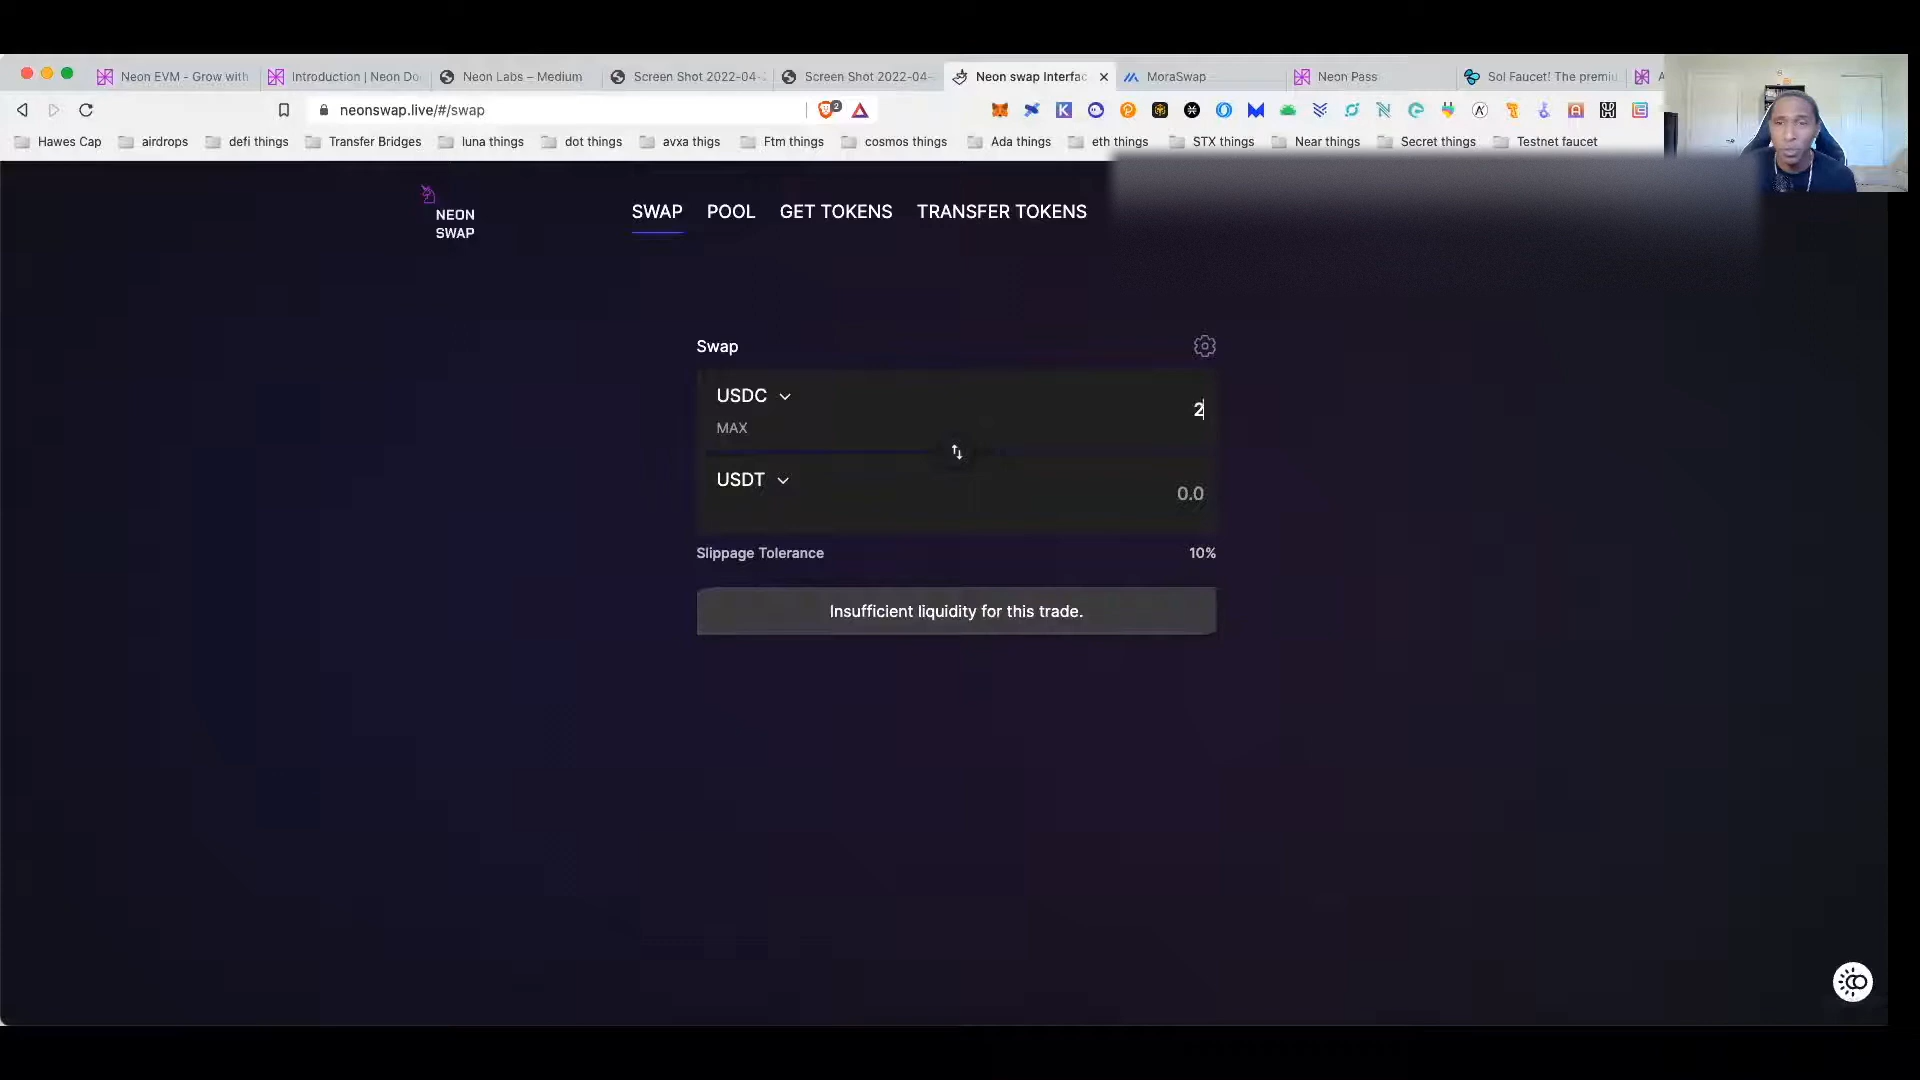 Neon EVM - Grow with
Introduction | Neon Do
Neon Labs – Medium
Screen Shot 2022-04-
Screen Shot 2022-04-
Neon swap Interfac
MoraSwap
Neon Pass
Sol Faucet! The premiu
A
neonswap.live/#/swap
2
Hawes Cap
airdrops
defi things
Transfer Bridges
luna things
dot things
avxa thigs
Ftm things
cosmos things
Ada things
eth things
STX things
Near things
Secret things
Testnet faucet
NEON
SWAP
SWAP
POOL
GET TOKENS
TRANSFER TOKENS
Swap
USDC
2
MAX
USDT
0.0
Slippage Tolerance
10%
Insufficient liquidity for this trade.